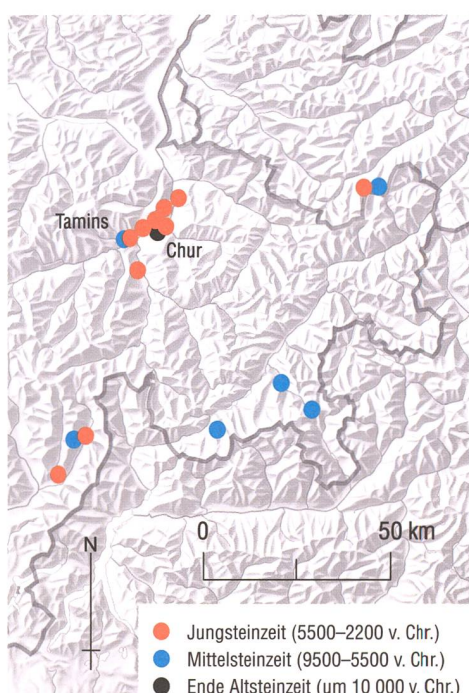 Tamins
Chur
0 50 km
N
Jungsteinzeit (5500–2200 v. Chr.)
Mittelsteinzeit (9500–5500 v. Chr.)
Ende Altsteinzeit (um 10 000 v. Chr.)